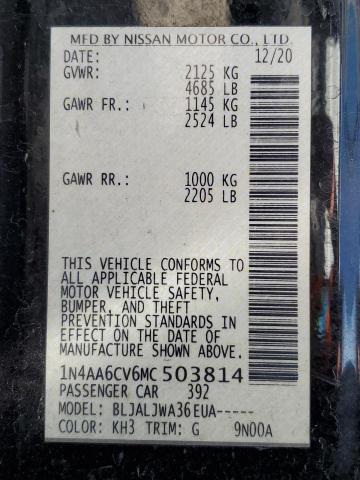 MFD BY NISSAN MOTOR CO., LTD
DATE: 12/20
GVWR: 2125 KG
4685 LB
GAWR FR.: 1145 KG
2524 LB
GAWR RR.: 1000 KG
2205 LB
THIS VEHICLE CONFORMS TO
ALL APPLICABLE FEDERAL
MOTOR VEHICLE SAFETY,
BUMPER, AND THEFT
PREVENTION STANDARDS IN
EFFECT ON THE DATE OF
MANUFACTURE SHOWN ABOVE.
1N4AA6CV6MC503814
PASSENGER CAR 392
MODEL: BLJALJWA36EUA-----
COLOR: KH3 TRIM: G 9N00A